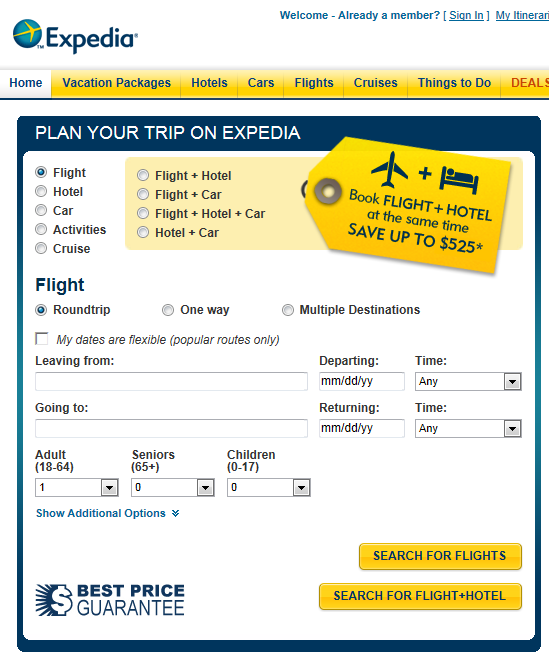 Welcome - Already a member? [ Sign In ] My Itinerari
Expedia
Home Vacation Packages Hotels Cars Flights Cruises Things to Do DEALS
PLAN YOUR TRIP ON EXPEDIA
Flight
Hotel
Car
Activities
Cruise
Flight + Hotel
Flight + Car
Flight + Hotel + Car
Hotel + Car
+
Book FLIGHT+HOTEL
at the same time
SAVE UP TO $525*
Flight
Roundtrip One way Multiple Destinations
My dates are flexible (popular routes only)
Leaving from: Departing: Time:
mm/dd/yy Any
Going to: Returning: Time:
mm/dd/yy Any
Adult Seniors Children
(18-64) (65+) (0-17)
1 0 0
Show Additional Options
SEARCH FOR FLIGHTS
BEST PRICE
GUARANTEE
SEARCH FOR FLIGHT+HOTEL